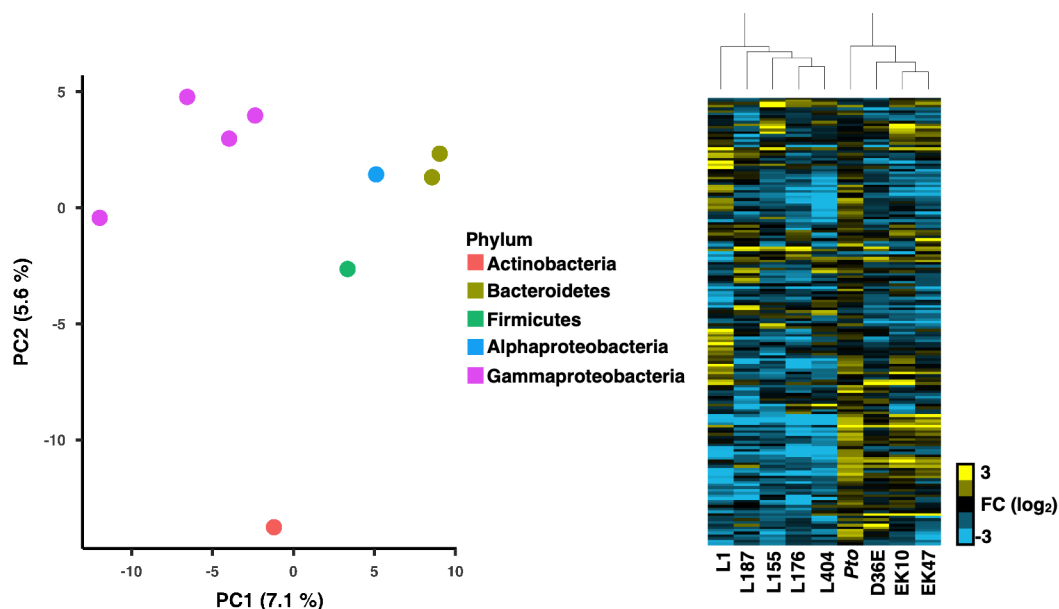 PC2 (5.6 %)
5
0
-5
-10
-10
-5
0
5
10
PC1 (7.1 %)
Phylum
Actinobacteria
Bacteroidetes
Firmicutes
Alphaproteobacteria
Gammaproteobacteria
L1
L187
L155
L176
L404
Pto
D36E
EK10
EK47
3
FC (log₂)
-3